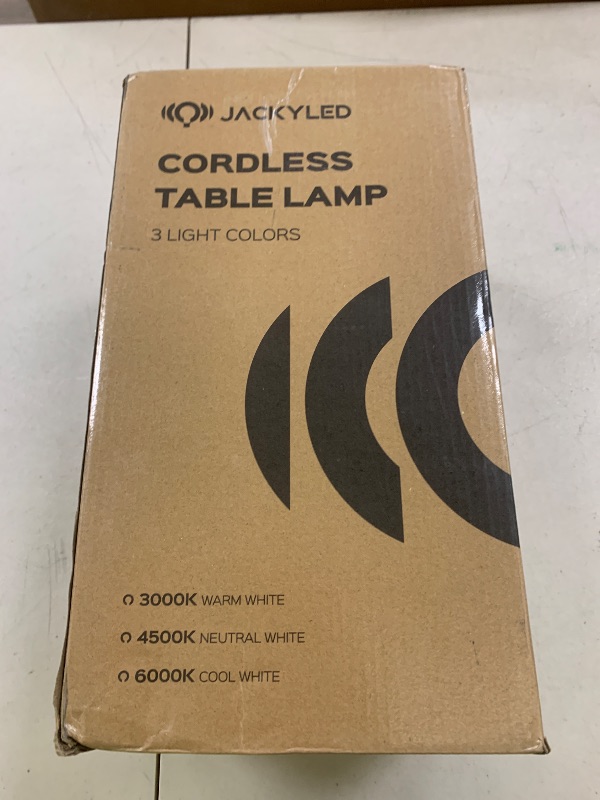 JACKYLED
CORDLESS
TABLE LAMP
3 LIGHT COLORS
3000K WARM WHITE
4500K NEUTRAL WHITE
6000K COOL WHITE